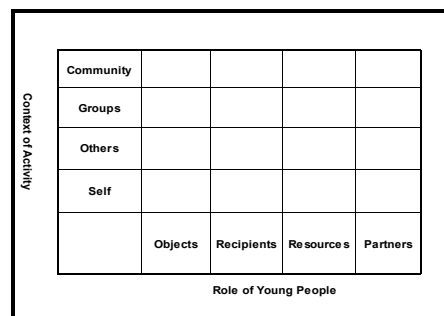 Context of Activity
Community
Groups
Others
Self
Objects Recipients Resources Partners
Role of Young People